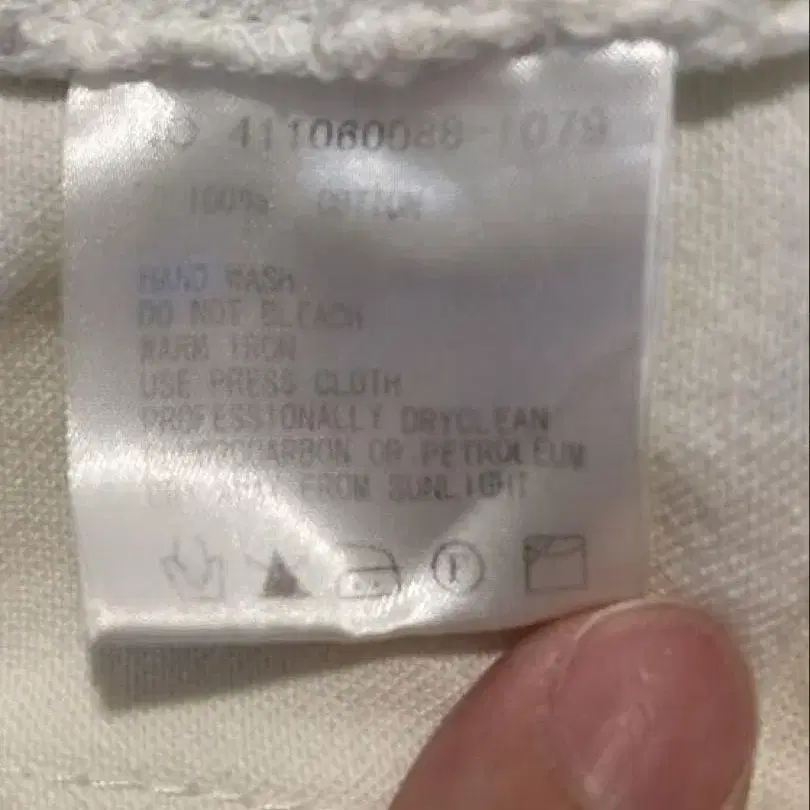 411060088-1079
100% COTTON
HAND WASH
DO NOT BLEACH
WARM IRON
USE PRESS CLOTH
PROFESSIONALLY DRYCLEAN
OR PETROLEUM
FROM SUNLIGHT
F